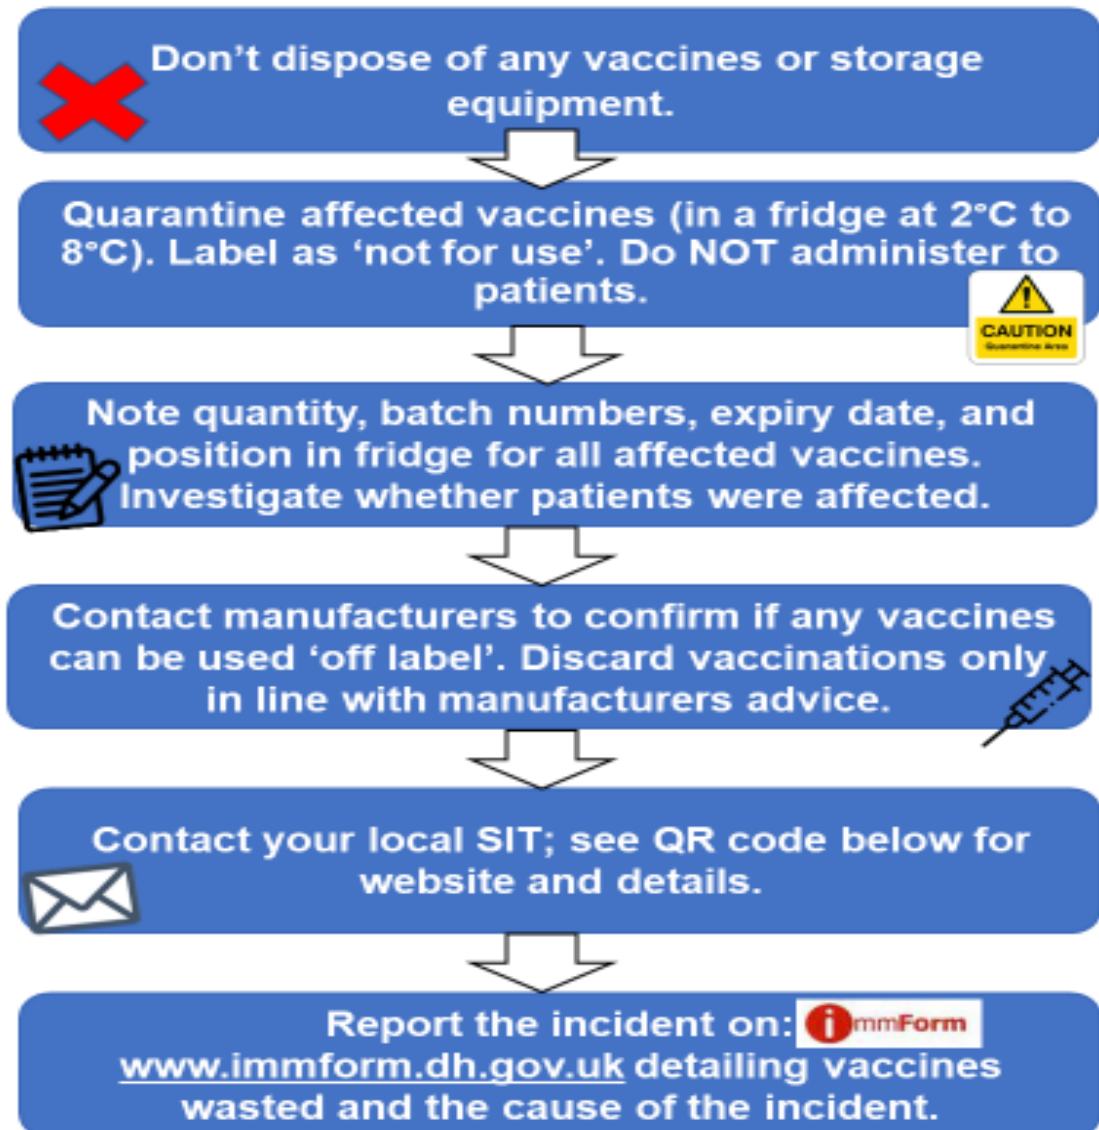 Don’t dispose of any vaccines or storage
equipment.
Quarantine affected vaccines (in a fridge at 2°C to
8°C). Label as ‘not for use’. Do NOT administer to
patients.
CAUTION
Quarantine Area
Note quantity, batch numbers, expiry date, and
position in fridge for all affected vaccines.
Investigate whether patients were affected.
Contact manufacturers to confirm if any vaccines
can be used ‘off label’. Discard vaccinations only
in line with manufacturers advice.
Contact your local SIT; see QR code below for
website and details.
Report the incident on: immForm
www.immform.dh.gov.uk detailing vaccines
wasted and the cause of the incident.